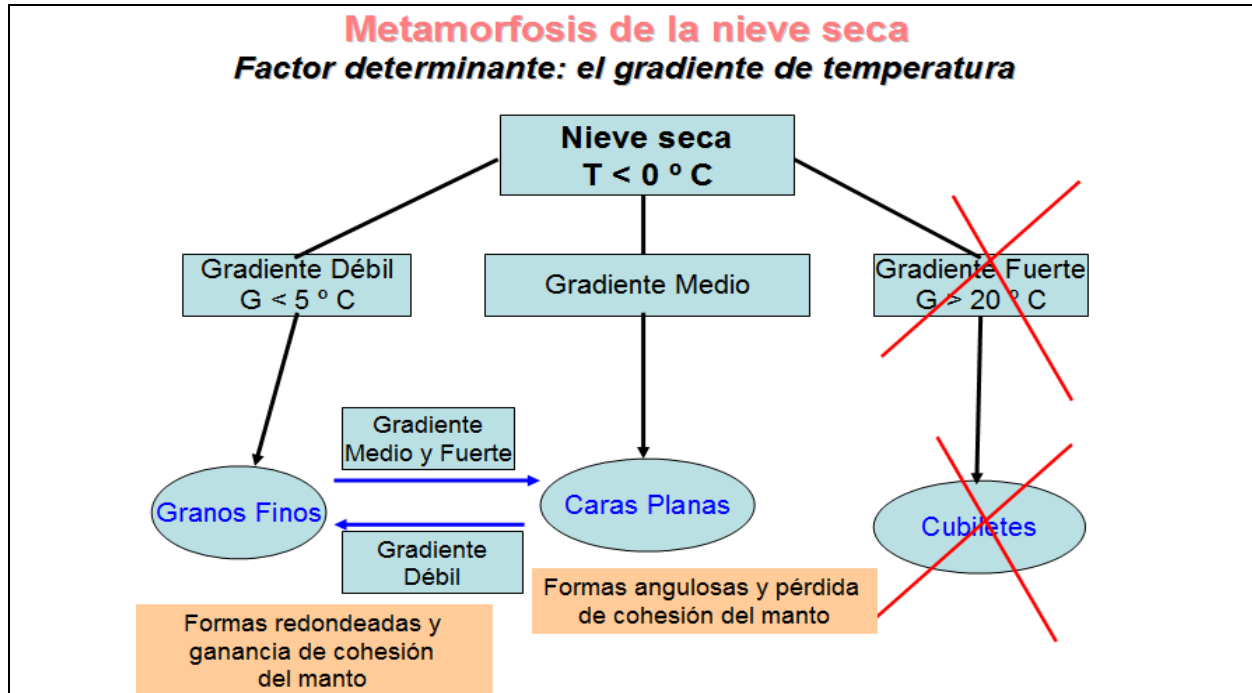 Metamorfosis de la nieve seca
Factor determinante: el gradiente de temperatura
Nieve seca
T < 0 º C
Gradiente Débil
G < 5 º C
Gradiente Medio
Gradiente Fuerte
G > 20 º C
Gradiente
Medio y Fuerte
Granos Finos
Caras Planas
Cubiletes
Gradiente
Débil
Formas angulosas y pérdida
de cohesión del manto
Formas redondeadas y
ganancia de cohesión
del manto